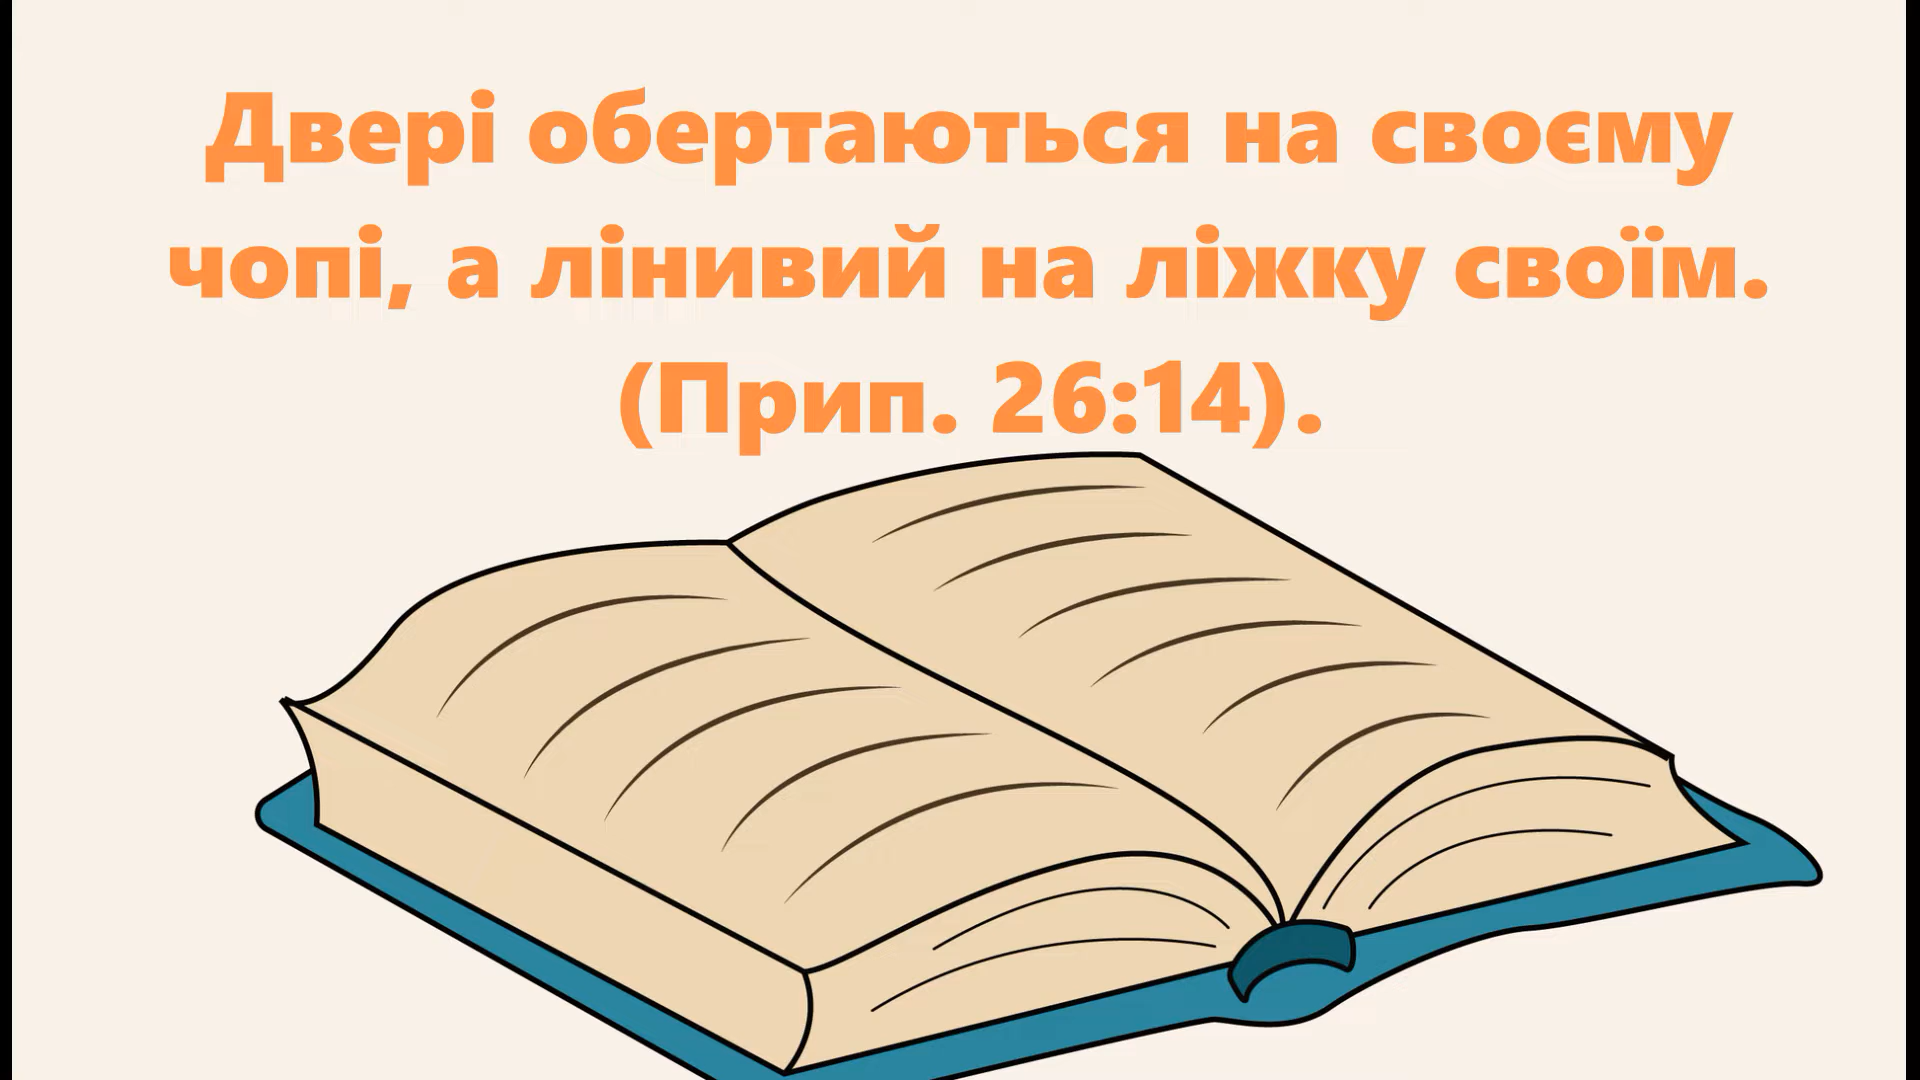 Двері обертаються на своєму
чопі, а лінивий на ліжку своїм.
(Прип. 26:14).